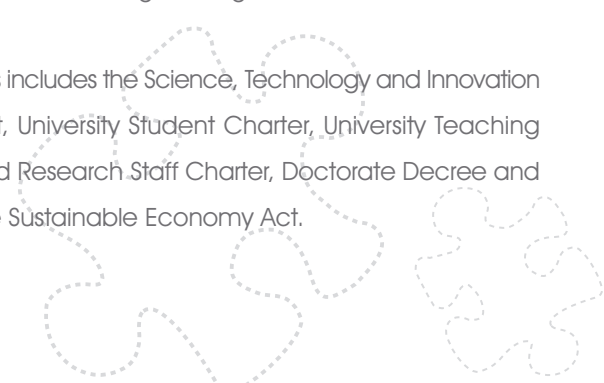 includes the Science, Technology and Innovation
, University Student Charter, University Teaching
Research Staff Charter, Doctorate Decree and
Sustainable Economy Act.